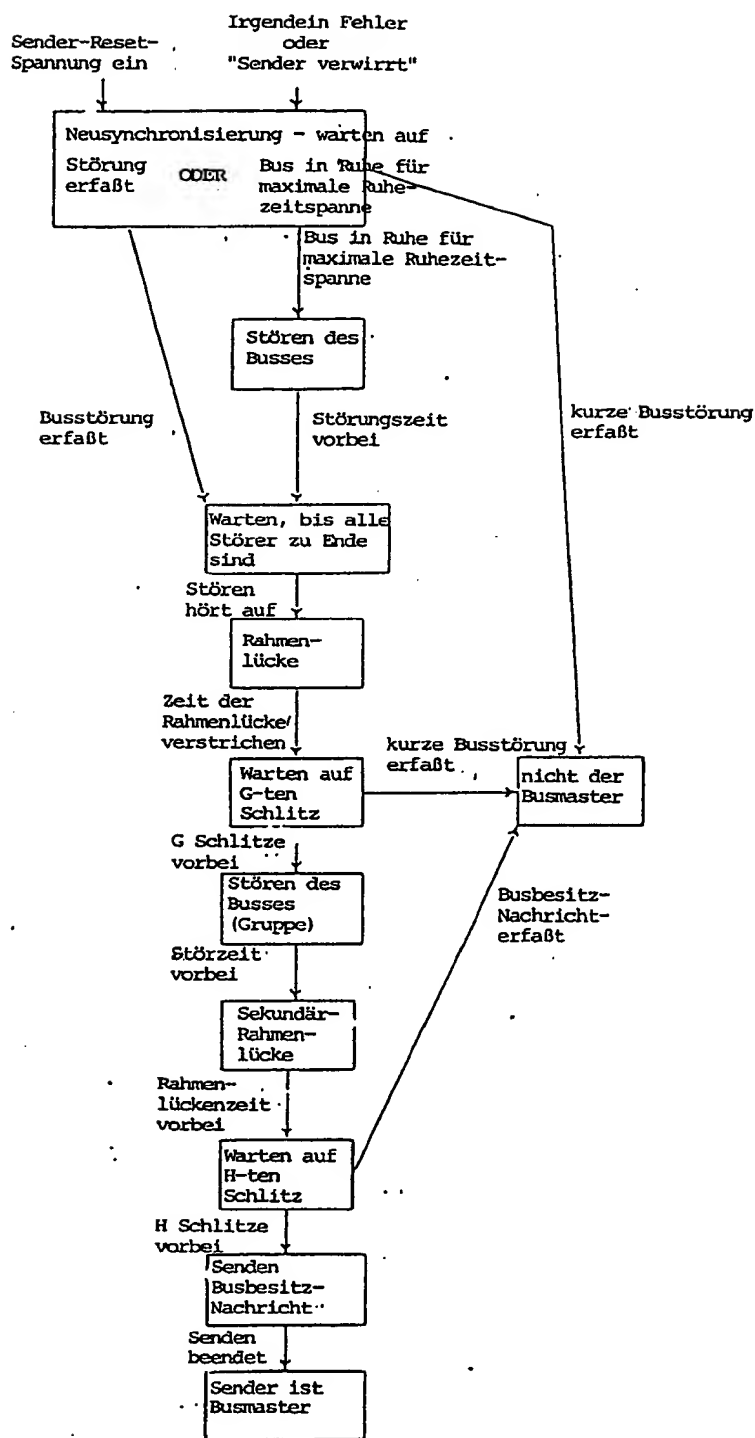 Sender-Reset-
Spannung ein
Irgendein Fehler
oder
"Sender verwirrt"
Neusynchronisierung - warten auf
Störung
erfaßt
ODER
Bus in Ruhe für
maximale Ruhe-
zeitspanne
Bus in Ruhe für
maximale Ruhezeit-
spanne
Stören des
Busses
Busstörung
erfaßt
Störungszeit
vorbei
kurze Busstörung
erfaßt
Warten, bis alle
Störer zu Ende
sind
Stören
hört auf
Rahmen-
lücke
Zeit der
Rahmenlücke
verstrichen
kurze Busstörung
erfaßt
Warten auf
G-ten
Schlitz
nicht der
Busmaster
G Schlitze
vorbei
Stören des
Busses
(Gruppe)
Busbesitz-
Nachricht-
erfaßt
Störzeit
vorbei
Sekundär-
Rahmen-
lücke
Rahmen-
lückenzeit
vorbei
Warten auf
H-ten
Schlitz
H Schlitze
vorbei
Senden
Busbesitz-
Nachricht
Senden
beendet
Sender ist
Busmaster